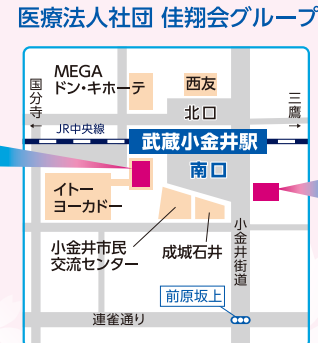 医療法人社団 佳翔会グループ
MEGA
ドン・キホーテ
西友
国分寺
←
北口
三鷹
→
JR中央線
武蔵小金井駅
南口
イトー
ヨーカドー
小金井市民
交流センター
成城石井
小金井街道
前原坂上
連雀通り